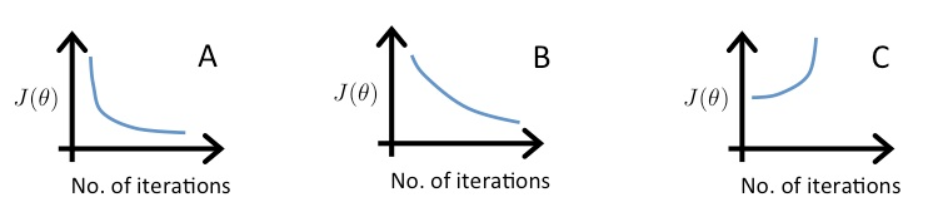 A
J(θ)
No. of iterations
B
J(θ)
No. of iterations
C
J(θ)
No. of iterations